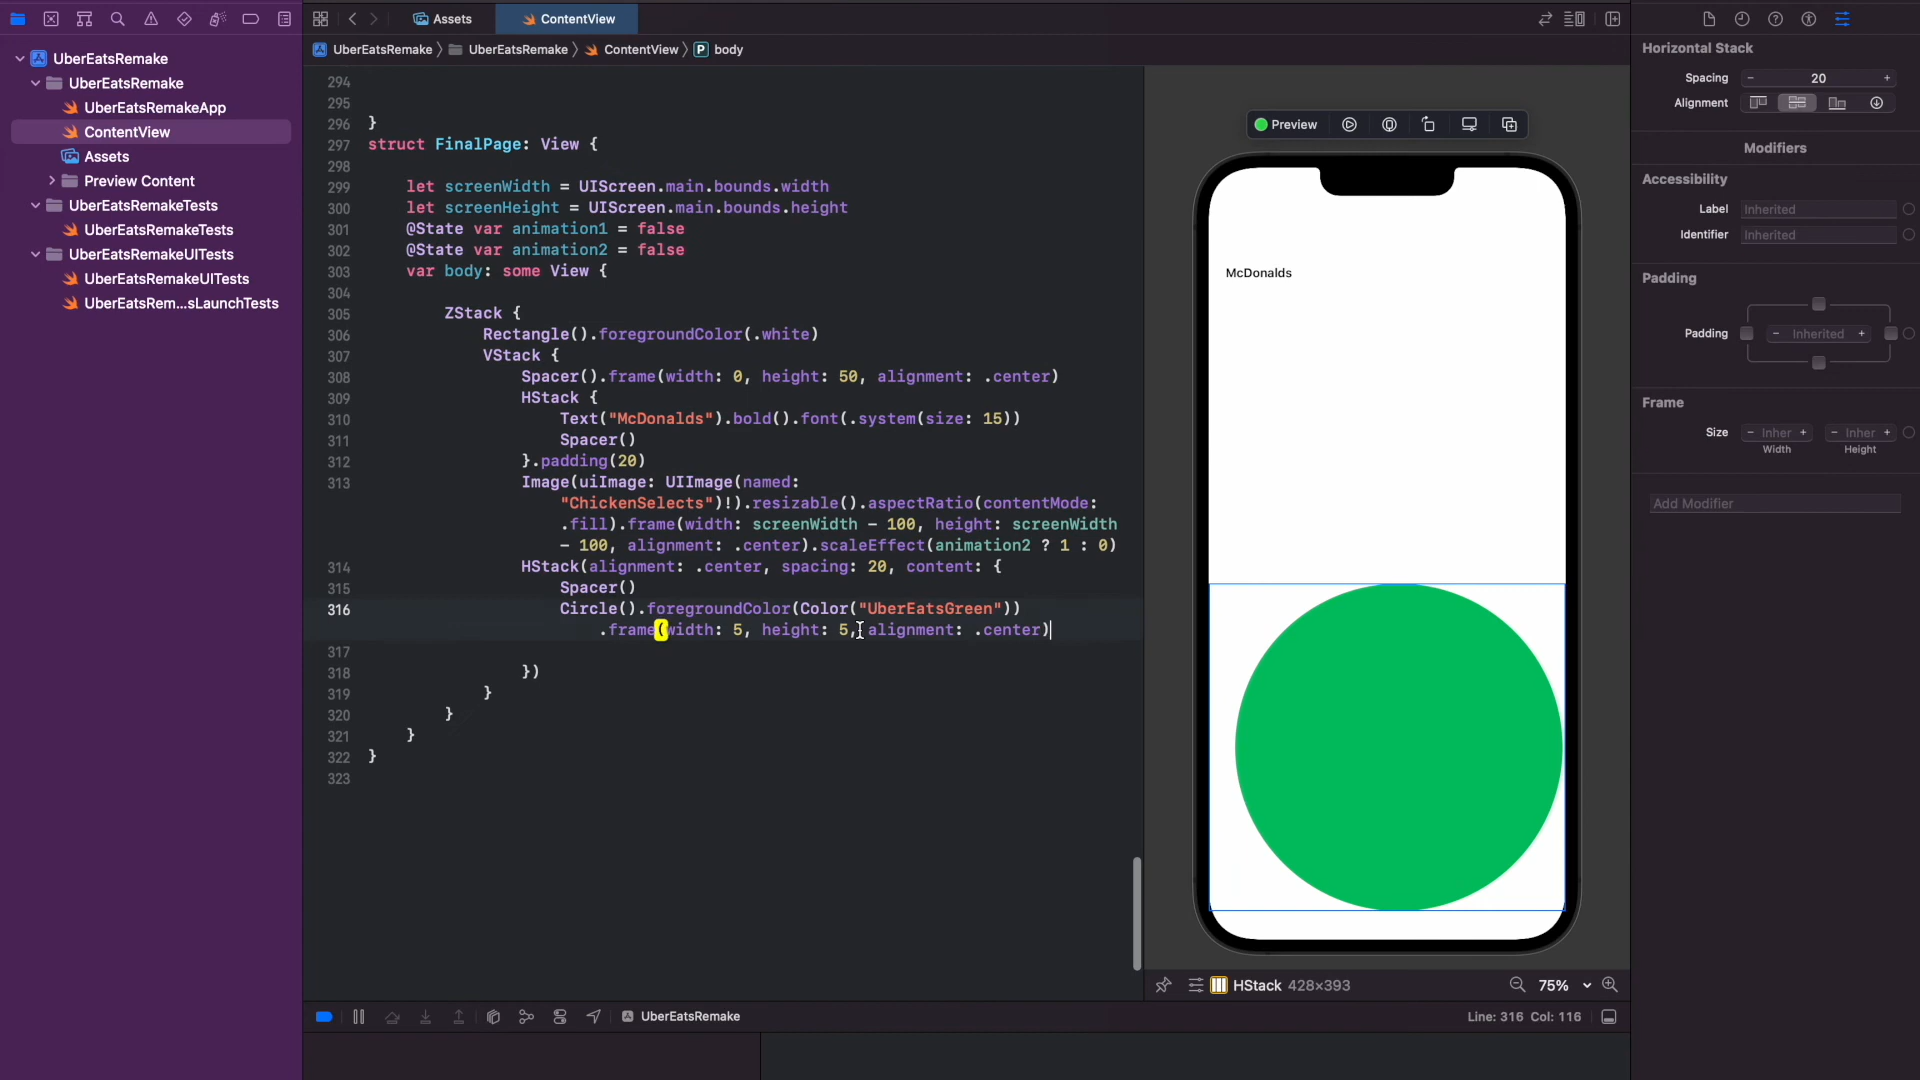 Assets
ContentView
UberEatsRemake
UberEatsRemake
ContentView
P body
UberEatsRemake
UberEatsRemake
UberEatsRemakeApp
ContentView
Assets
Preview Content
UberEatsRemakeTests
UberEatsRemakeTests
UberEatsRemakeUITests
UberEatsRemakeUITests
UberEatsRem...sLaunchTests
294
295
296 }
297 struct FinalPage: View {
298
299 let screenWidth = UIScreen.main.bounds.width
300 let screenHeight = UIScreen.main.bounds.height
301 @State var animation1 = false
302 @State var animation2 = false
303 var body: some View {
304
305 ZStack {
306 Rectangle().foregroundColor(.white)
307 VStack {
308 Spacer().frame(width: 0, height: 50, alignment: .center)
309 HStack {
310 Text("McDonalds").bold().font(.system(size: 15))
311 Spacer()
312 }.padding(20)
313 Image(uiImage: UIImage(named:
"ChickenSelects")!).resizable().aspectRatio(contentMode:
.fill).frame(width: screenWidth - 100, height: screenWidth
- 100, alignment: .center).scaleEffect(animation2 ? 1 : 0)
314 HStack(alignment: .center, spacing: 20, content: {
315 Spacer()
316 Circle().foregroundColor(Color("UberEatsGreen"))
.frame(width: 5, height: 5, alignment: .center)
317
318 })
319 }
320 }
321 }
322 }
323
Preview
McDonalds
HStack 428×393
75%
UberEatsRemake
Line: 316 Col: 116
Horizontal Stack
Spacing - 20 +
Alignment
Modifiers
Accessibility
Label Inherited
Identifier Inherited
Padding
Padding - Inherited +
Frame
Size - Inher + - Inher +
Width Height
Add Modifier